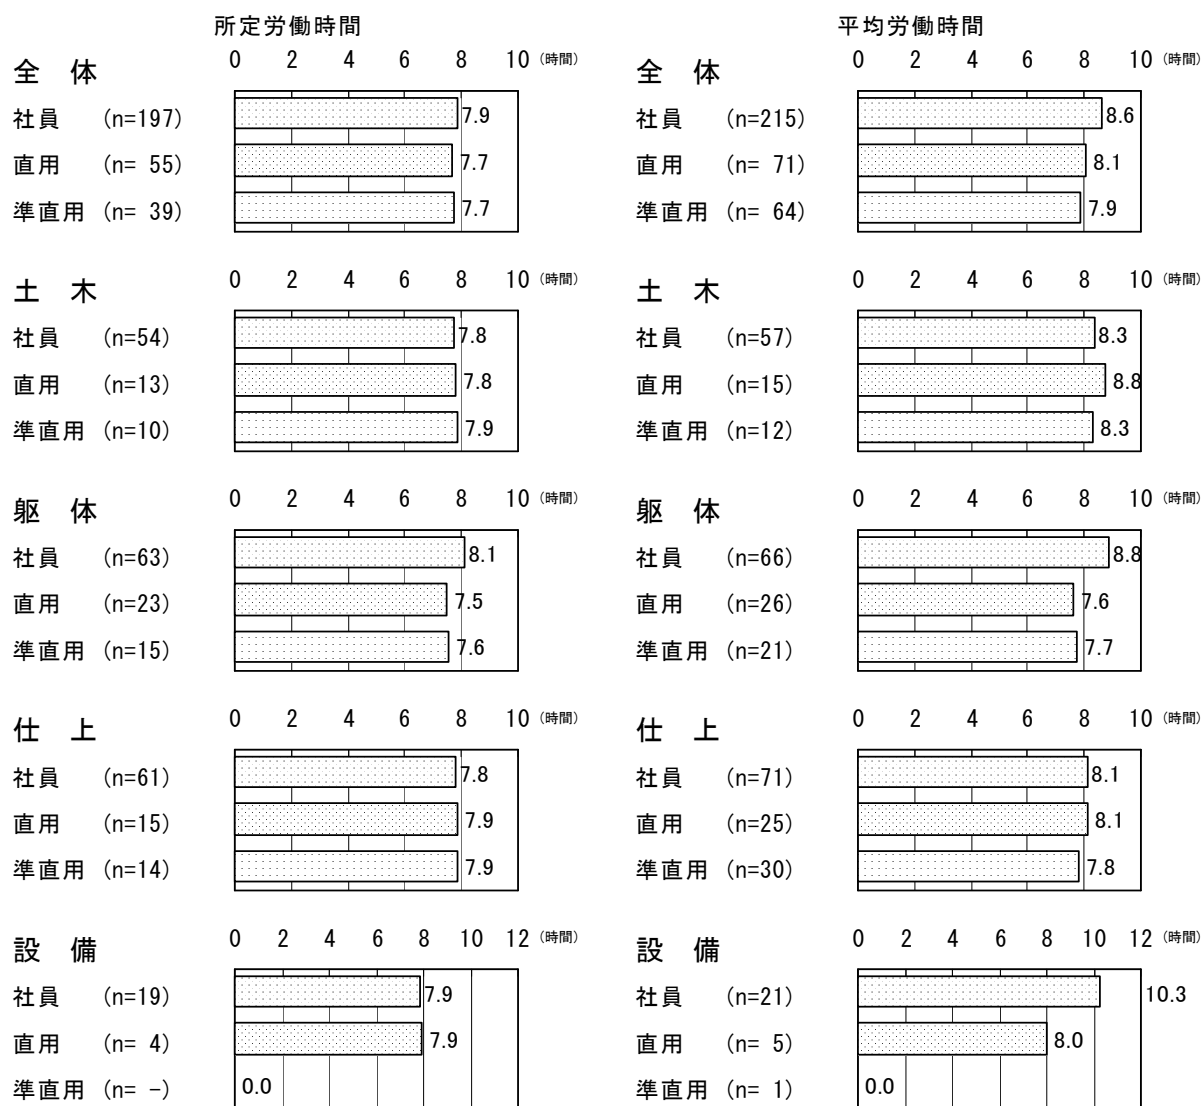 所定労働時間
全 体
0 2 4 6 8 10 (時間)
社員 (n=197) 7.9
直用 (n= 55) 7.7
準直用 (n= 39) 7.7
土 木
0 2 4 6 8 10 (時間)
社員 (n=54) 7.8
直用 (n=13) 7.8
準直用 (n=10) 7.9
躯 体
0 2 4 6 8 10 (時間)
社員 (n=63) 8.1
直用 (n=23) 7.5
準直用 (n=15) 7.6
仕 上
0 2 4 6 8 10 (時間)
社員 (n=61) 7.8
直用 (n=15) 7.9
準直用 (n=14) 7.9
設 備
0 2 4 6 8 10 12 (時間)
社員 (n=19) 7.9
直用 (n= 4) 7.9
準直用 (n= -) 0.0
平均労働時間
全 体
0 2 4 6 8 10 (時間)
社員 (n=215) 8.6
直用 (n= 71) 8.1
準直用 (n= 64) 7.9
土 木
0 2 4 6 8 10 (時間)
社員 (n=57) 8.3
直用 (n=15) 8.8
準直用 (n=12) 8.3
躯 体
0 2 4 6 8 10 (時間)
社員 (n=66) 8.8
直用 (n=26) 7.6
準直用 (n=21) 7.7
仕 上
0 2 4 6 8 10 (時間)
社員 (n=71) 8.1
直用 (n=25) 8.1
準直用 (n=30) 7.8
設 備
0 2 4 6 8 10 12 (時間)
社員 (n=21) 10.3
直用 (n= 5) 8.0
準直用 (n= 1) 0.0